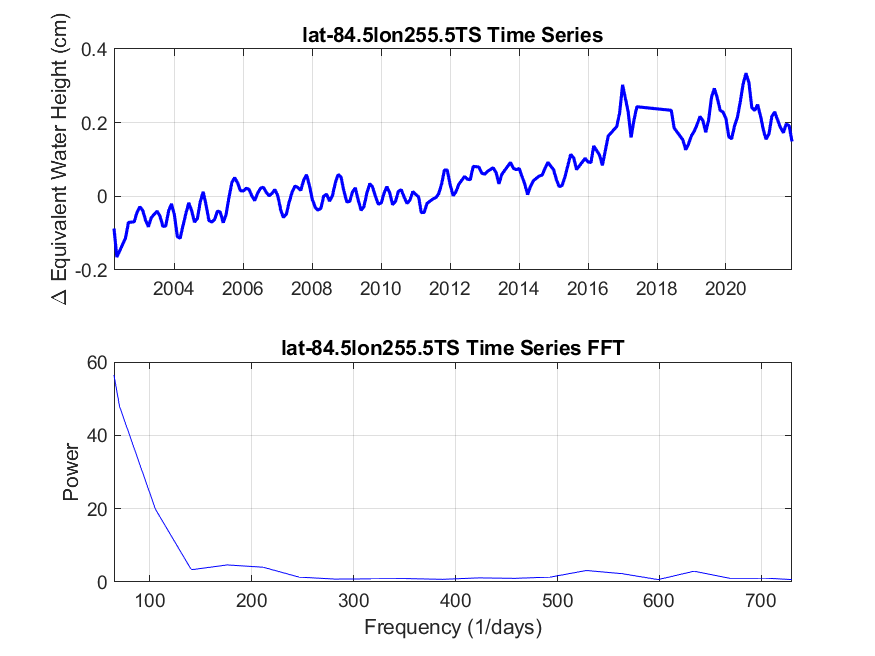 lat-84.5lon255.5TS Time Series
Δ Equivalent Water Height (cm)
0.4
0.2
0
-0.2
2004 2006 2008 2010 2012 2014 2016 2018 2020
lat-84.5lon255.5TS Time Series FFT
Power
60
40
20
0
100 200 300 400 500 600 700
Frequency (1/days)